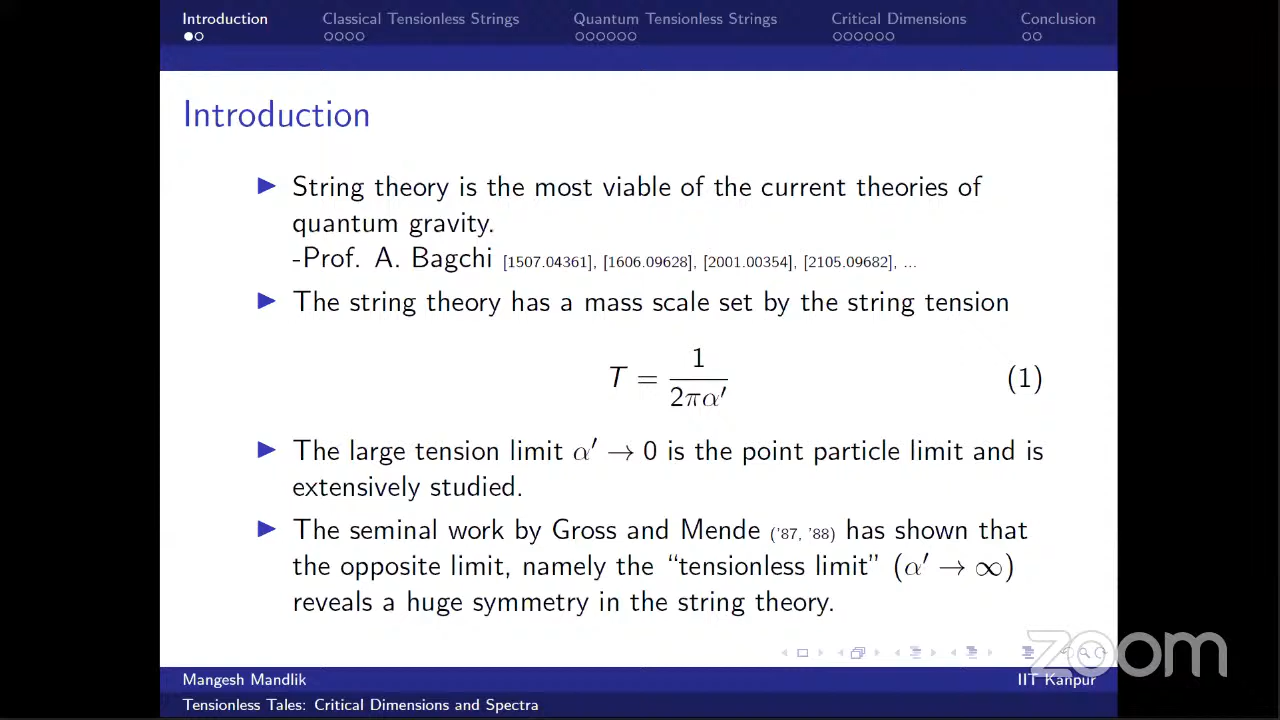 Introduction Classical Tensionless Strings Quantum Tensionless Strings Critical Dimensions Conclusion
Introduction
String theory is the most viable of the current theories of
quantum gravity.
-Prof. A. Bagchi [1507.04361], [1606.09628], [2001.00354], [2105.09682], ...
The string theory has a mass scale set by the string tension
T = 1 / 2πα′ (1)
The large tension limit α′ → 0 is the point particle limit and is
extensively studied.
The seminal work by Gross and Mende ('87, '88) has shown that
the opposite limit, namely the “tensionless limit” (α′ → ∞)
reveals a huge symmetry in the string theory.
zoom
Mangesh Mandlik IIT Kanpur
Tensionless Tales: Critical Dimensions and Spectra